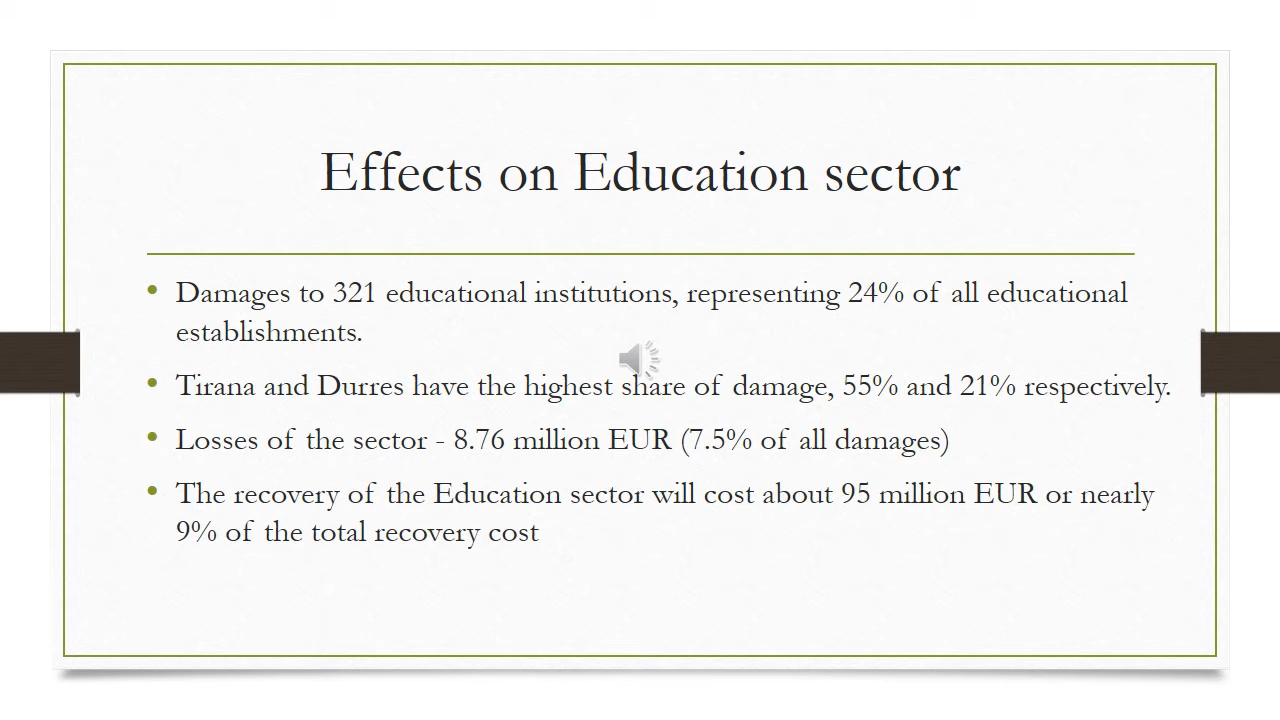 Effects on Education sector
• Damages to 321 educational institutions, representing 24% of all educational
establishments.
• Tirana and Durres have the highest share of damage, 55% and 21% respectively.
• Losses of the sector - 8.76 million EUR (7.5% of all damages)
• The recovery of the Education sector will cost about 95 million EUR or nearly
9% of the total recovery cost